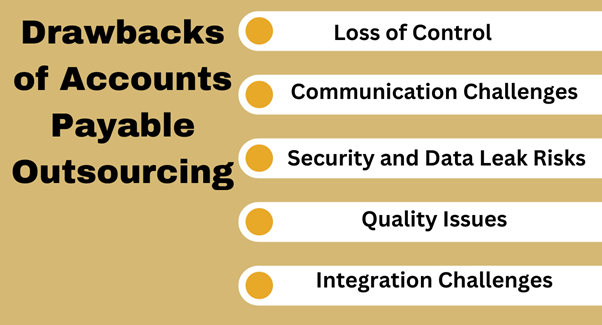 Drawbacks
of Accounts
Payable
Outsourcing
Loss of Control
Communication Challenges
Security and Data Leak Risks
Quality Issues
Integration Challenges